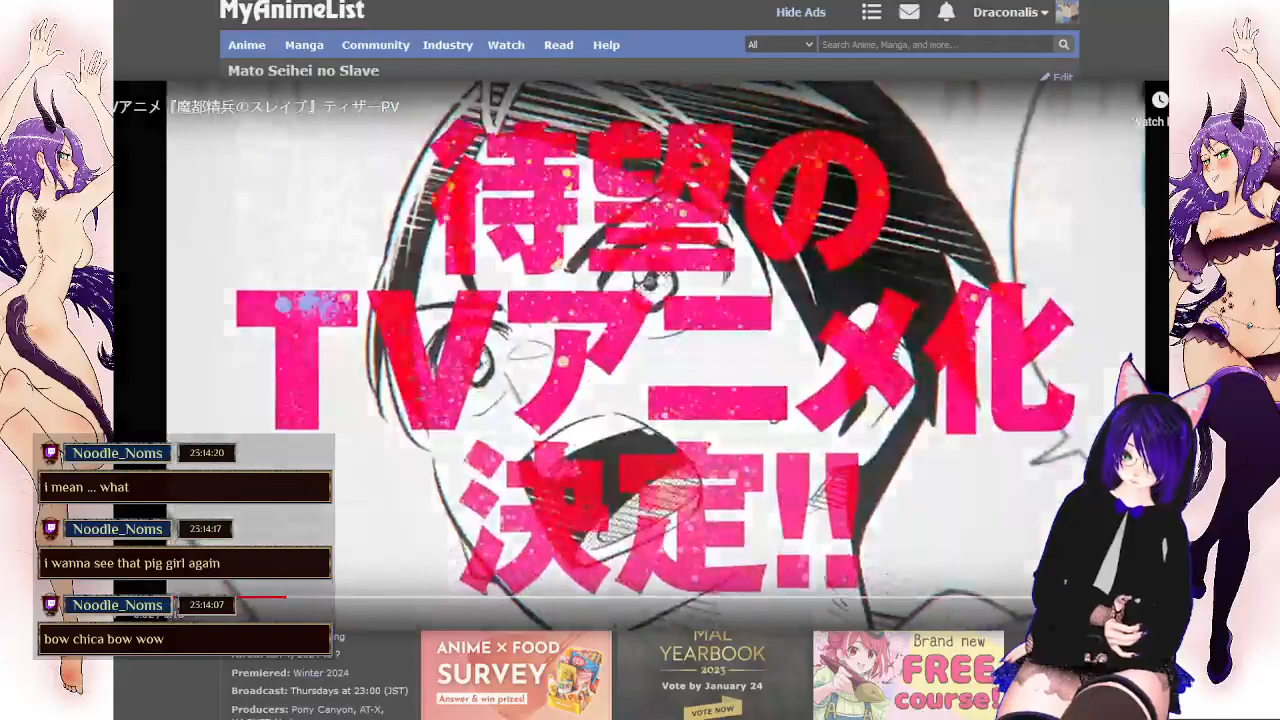 MyAnimeList
Hide Ads
Draconalis
Anime Manga Community Industry Watch Read Help
All
Search Anime, Manga, and more...
Mato Seihei no Slave
Edit
Vアニメ『魔都精兵のスレイブ』ティザーPV
待望の
TVアニメ化
決定!!
Noodle_Noms 23:14:20
i mean ... what
Noodle_Noms 23:14:17
i wanna see that pig girl again
Noodle_Noms 23:14:07
bow chica bow wow
Premiered: Winter 2024
Broadcast: Thursdays at 23:00 (JST)
Producers: Pony Canyon, AT-X,
ANIME × FOOD
SURVEY
Answer & win prizes!
MAL
YEARBOOK
2023
Vote by January 24
VOTE NOW
Brand new
FREE
course!